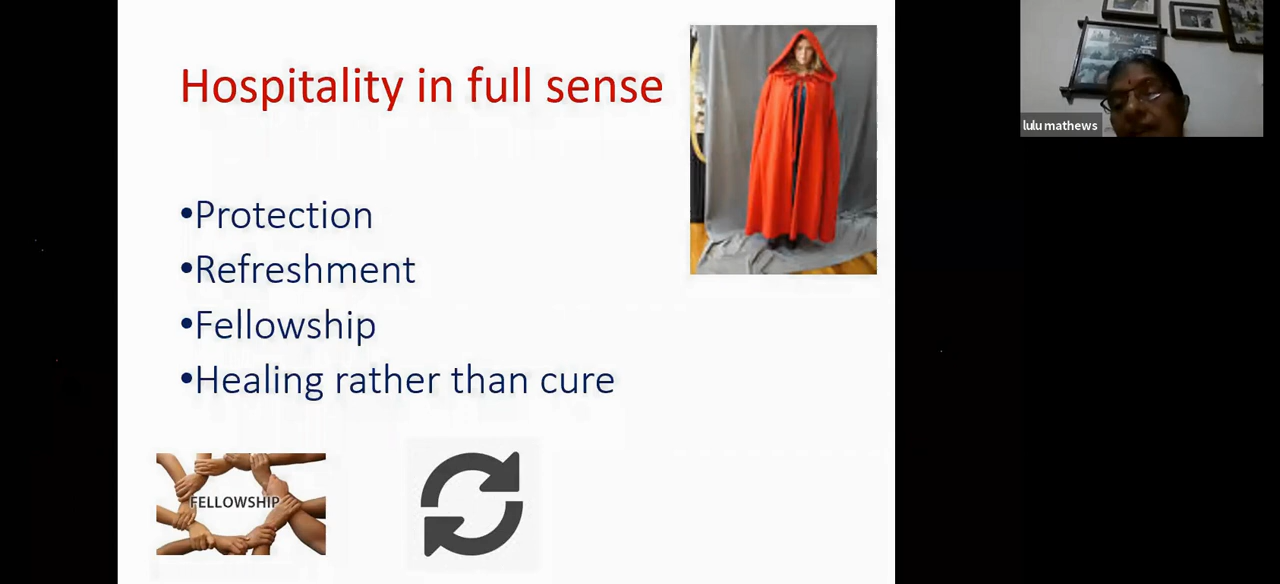 Hospitality in full sense
•Protection
•Refreshment
•Fellowship
•Healing rather than cure
FELLOWSHIP
lulu mathews